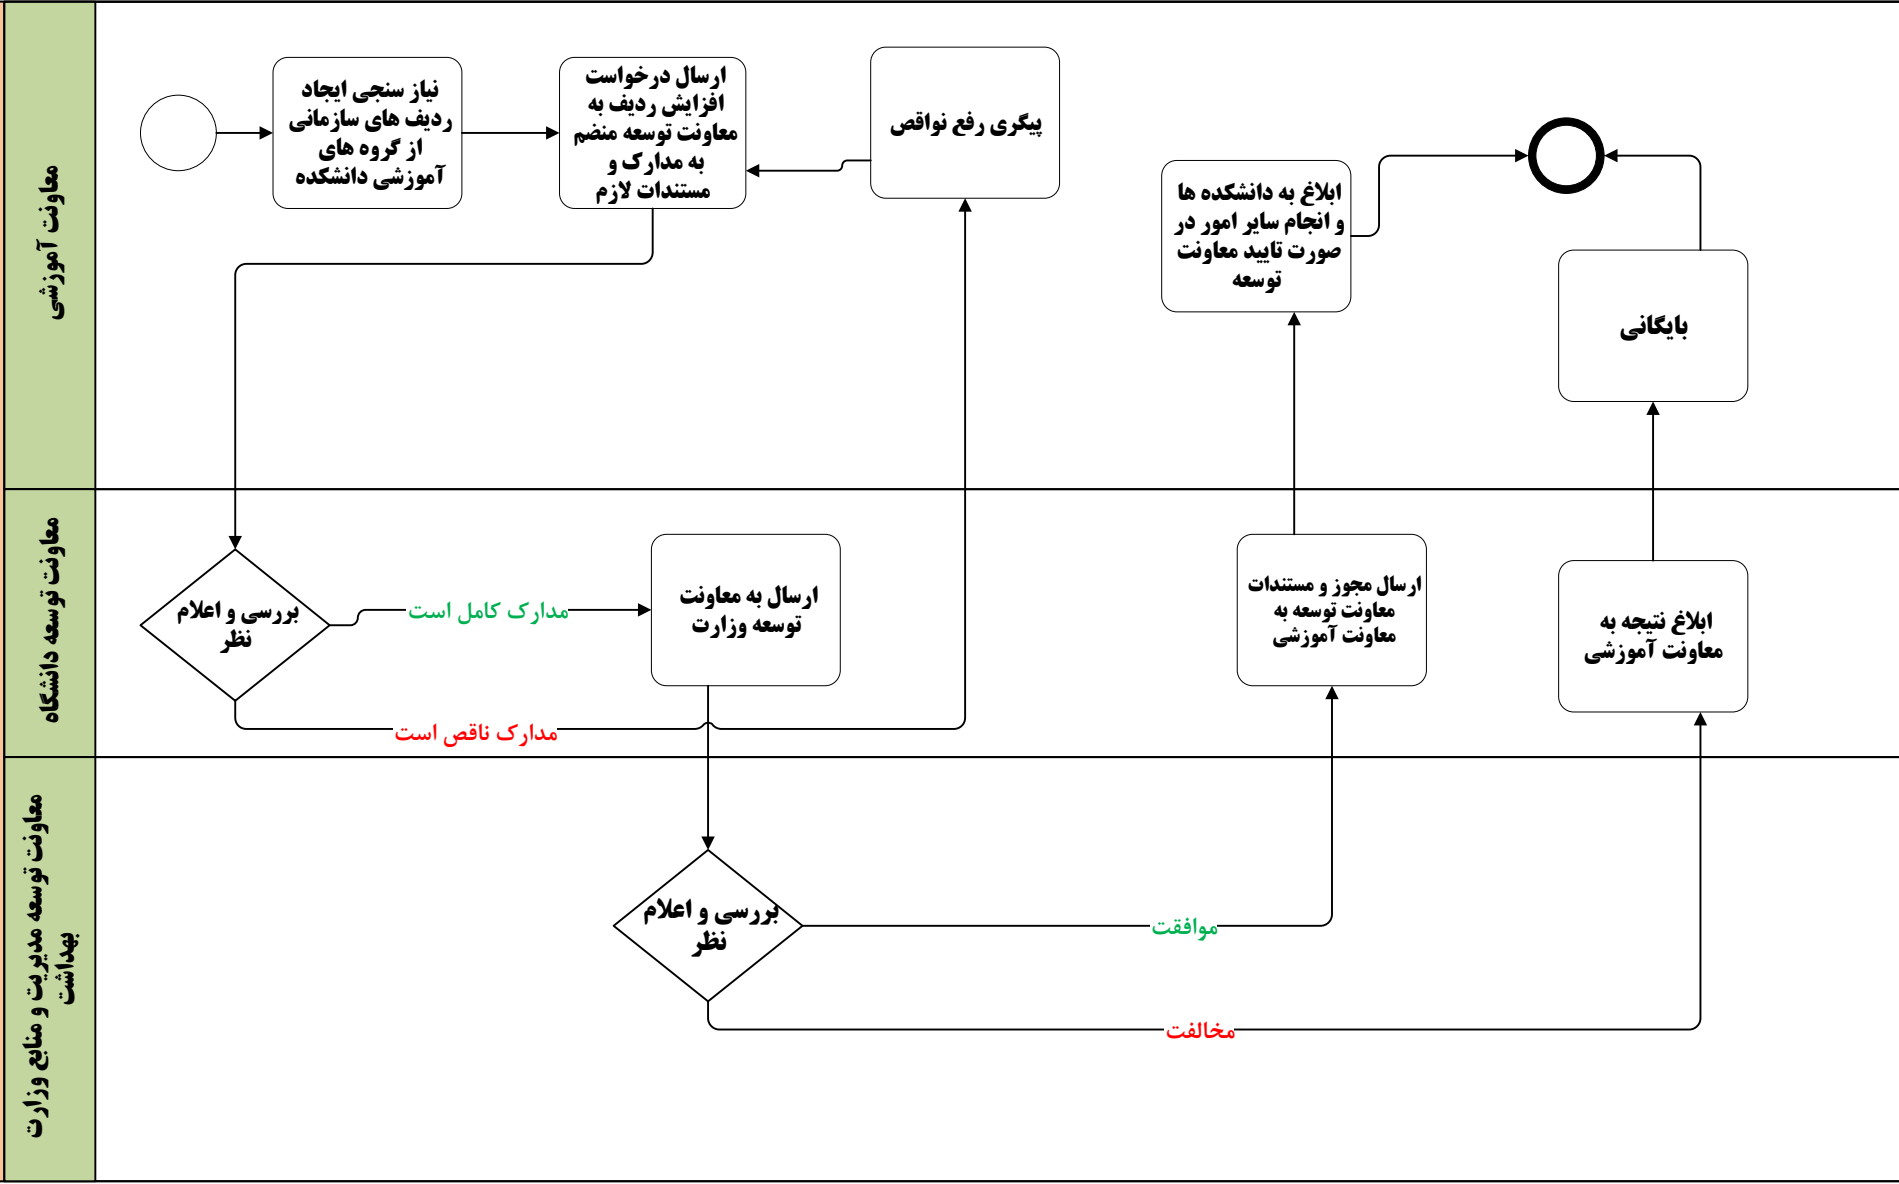 معاونت آموزشی
نیاز سنجی ایجاد
ردیف های سازمانی
از گروه های
آموزشی دانشکده
ارسال درخواست
افزایش ردیف به
معاونت توسعه منضم
به مدارک و
مستندات لازم
پیگری رفع نواقص
ابلاغ به دانشکده ها
و انجام سایر امور در
صورت تایید معاونت
توسعه
بایگانی
معاونت توسعه دانشگاه
بررسی و اعلام
نظر
مدارک کامل است
مدارک ناقص است
ارسال به معاونت
توسعه وزارت
ارسال مجوز و مستندات
معاونت توسعه به
معاونت آموزشی
ابلاغ نتیجه به
معاونت آموزشی
معاونت توسعه مدیریت و منابع وزارت
بهداشت
بررسی و اعلام
نظر
موافقت
مخالفت